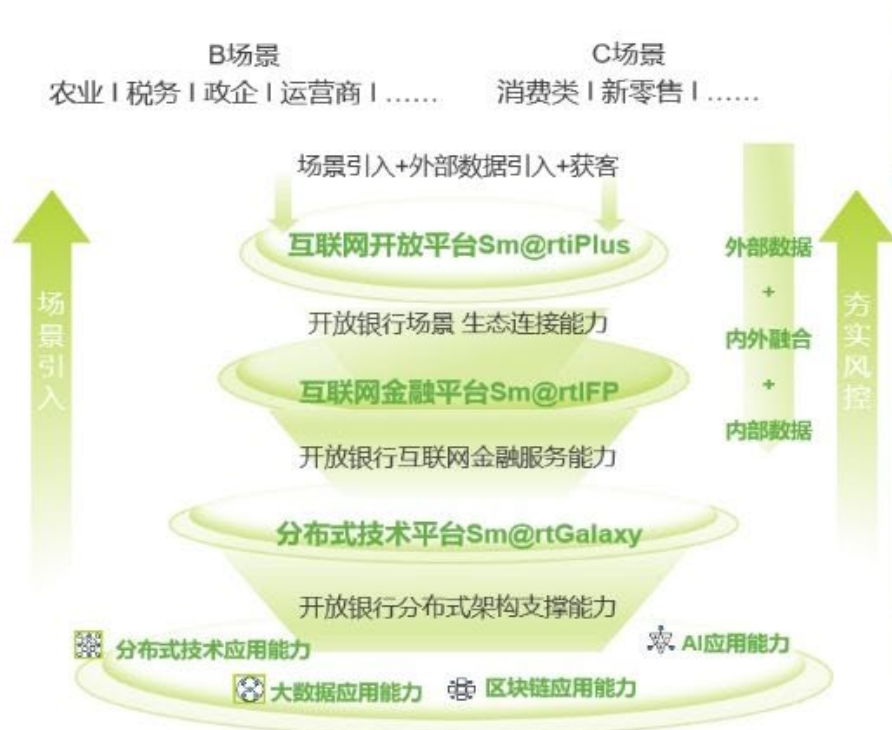 B场景
C场景
农业 | 税务 | 政企 | 运营商 | ……
消费类 | 新零售 | ……
场景引入+外部数据引入+获客
互联网开放平台Sm@rtiPlus
开放银行场景 生态连接能力
互联网金融平台Sm@rtIFP
开放银行互联网金融服务能力
分布式技术平台Sm@rtGalaxy
开放银行分布式架构支撑能力
分布式技术应用能力
AI应用能力
大数据应用能力
区块链应用能力
场景引入
外部数据
+
内外融合
+
内部数据
夯实风控